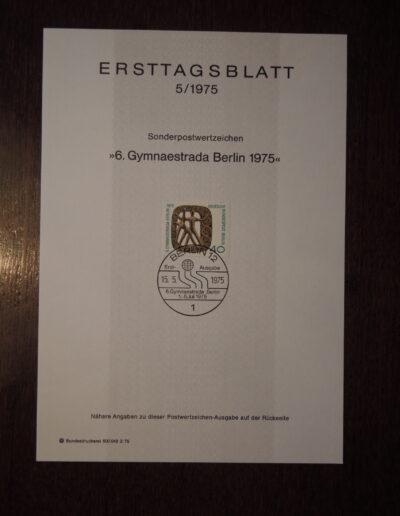 ERSTTAGSBLATT
5/1975
Sonderpostwertzeichen
»6. Gymnaestrada Berlin 1975«
40
BERLIN 12
Erst- Ausgabe
15. 5. 1975
6. Gymnaestrada Berlin
1.-5. Juli 1975
1
Nähere Angaben zu dieser Postwertzeichen-Ausgabe auf der Rückseite
Bundesdruckerei